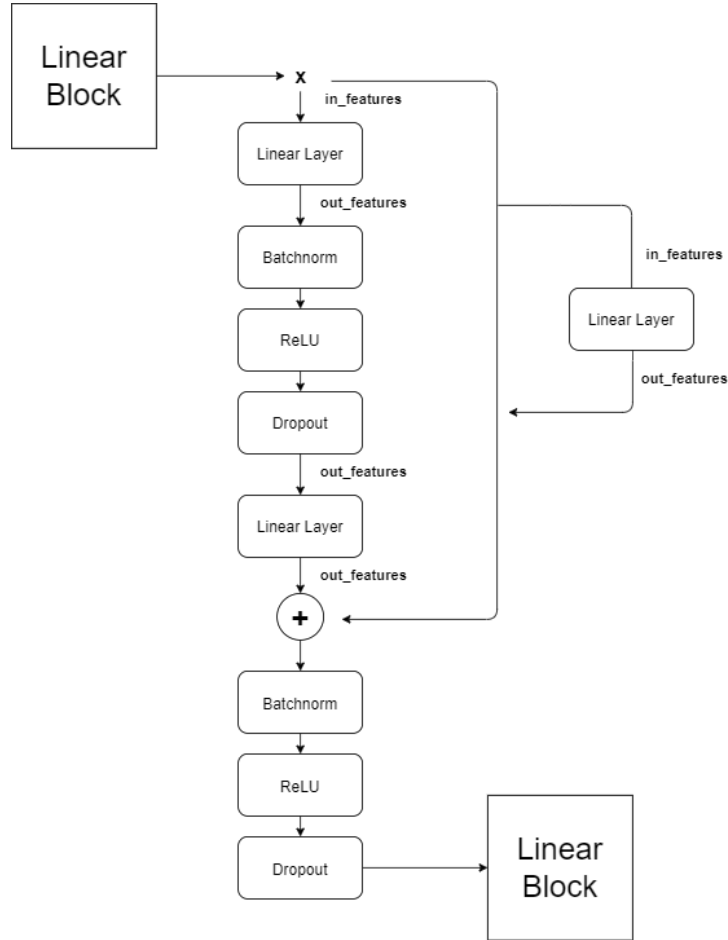 Linear
Block
x
in_features
Linear Layer
out_features
Batchnorm
in_features
ReLU
Linear Layer
out_features
Dropout
out_features
Linear Layer
out_features
+
Batchnorm
ReLU
Dropout
Linear
Block